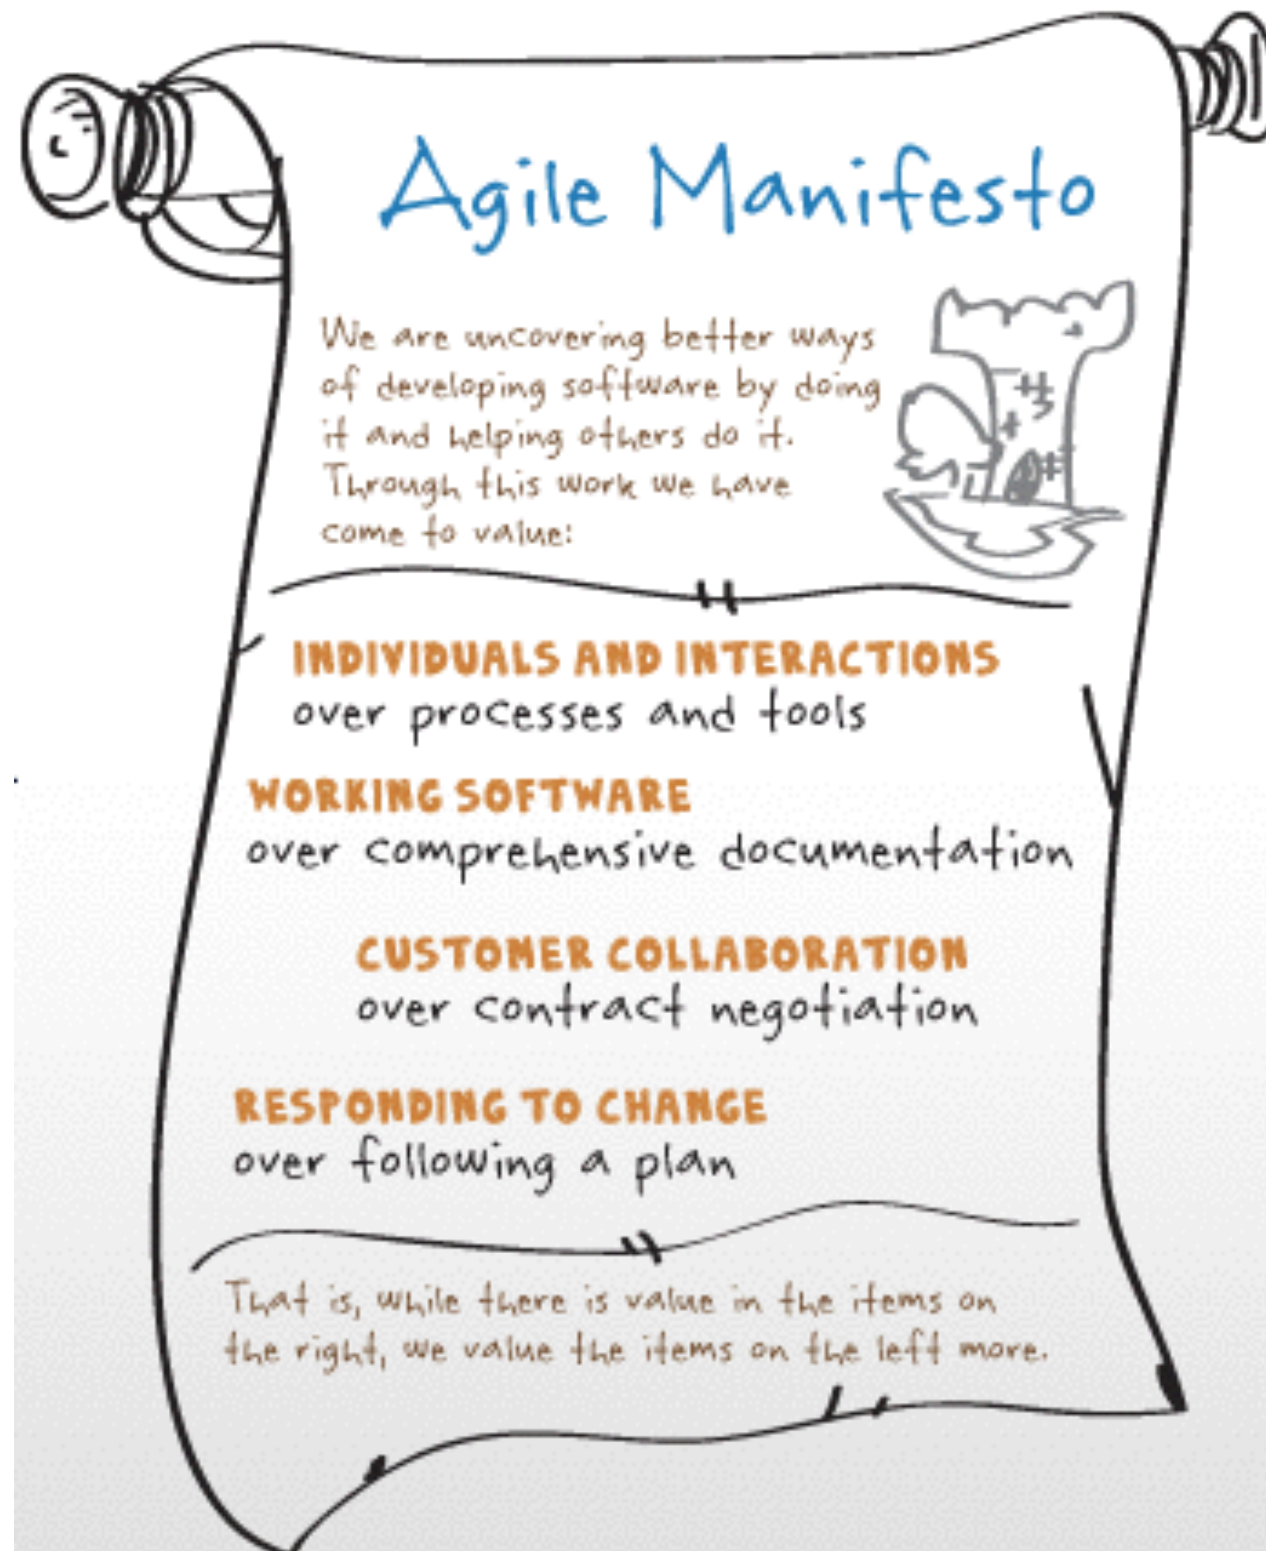 Agile Manifesto
We are uncovering better ways
of developing software by doing
it and helping others do it.
Through this work we have
come to value:
INDIVIDUALS AND INTERACTIONS
over processes and tools
WORKING SOFTWARE
over comprehensive documentation
CUSTOMER COLLABORATION
over contract negotiation
RESPONDING TO CHANGE
over following a plan
That is, while there is value in the items on
the right, we value the items on the left more.